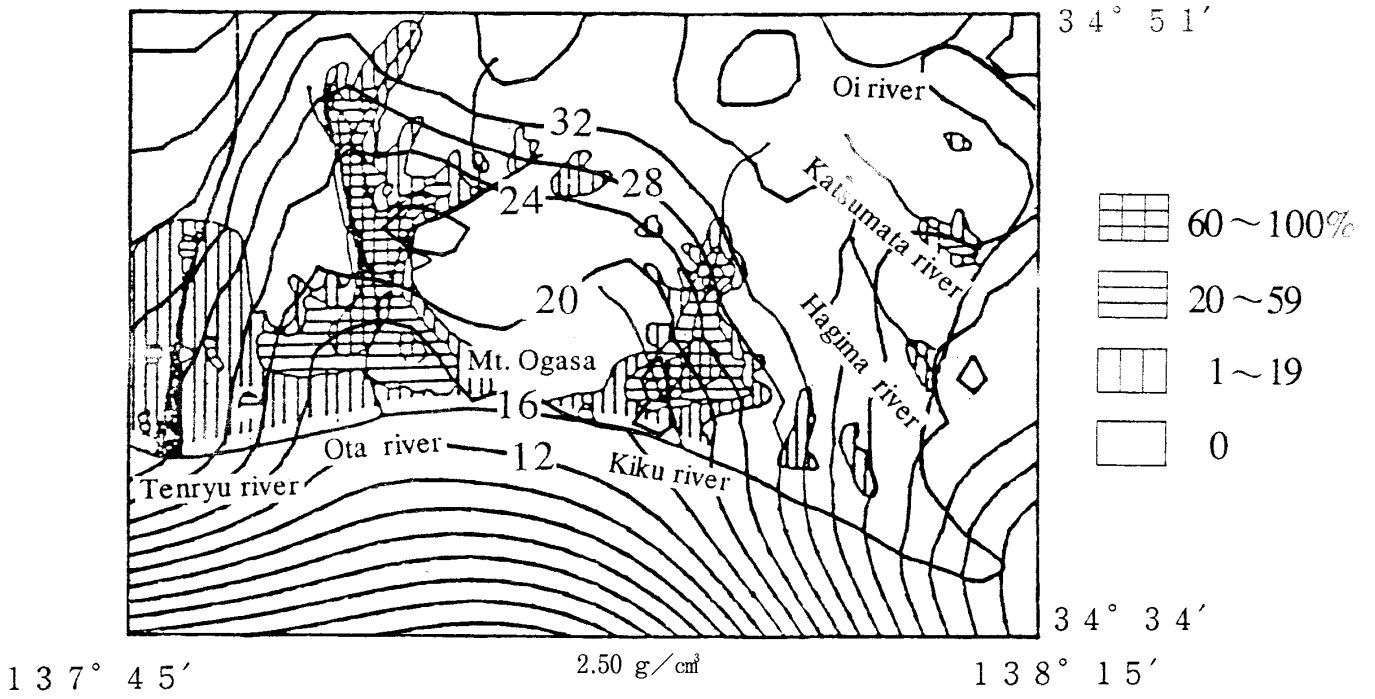 34° 51′
Oi river
32
Katsumata river
28
24
60～100%
20～59
20
Hagima river
Mt. Ogasa
1～19
16
0
Ota river
12
Kiku river
Tenryu river
34° 34′
2.50 g/c㎥
137° 45′
138° 15′